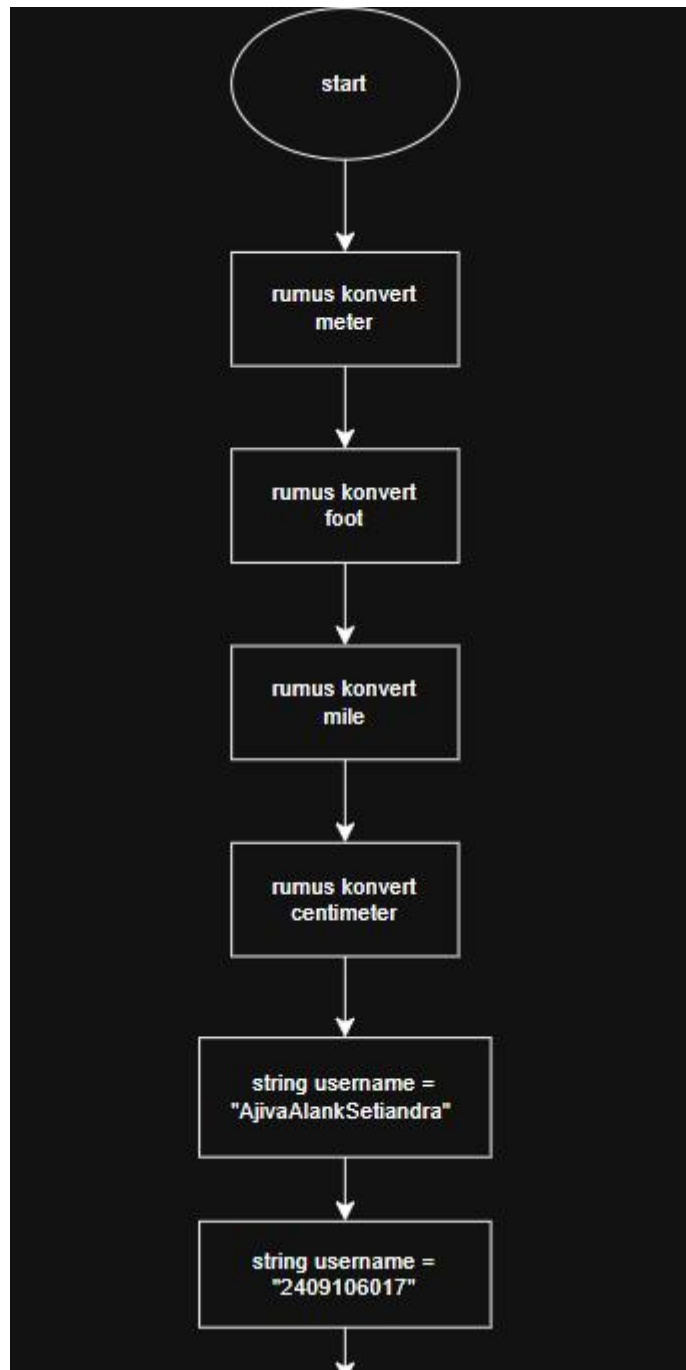 start
rumus konvert
meter
rumus konvert
foot
rumus konvert
mile
rumus konvert
centimeter
string username =
"AjivaAlankSetiandra"
string username =
"2409106017"